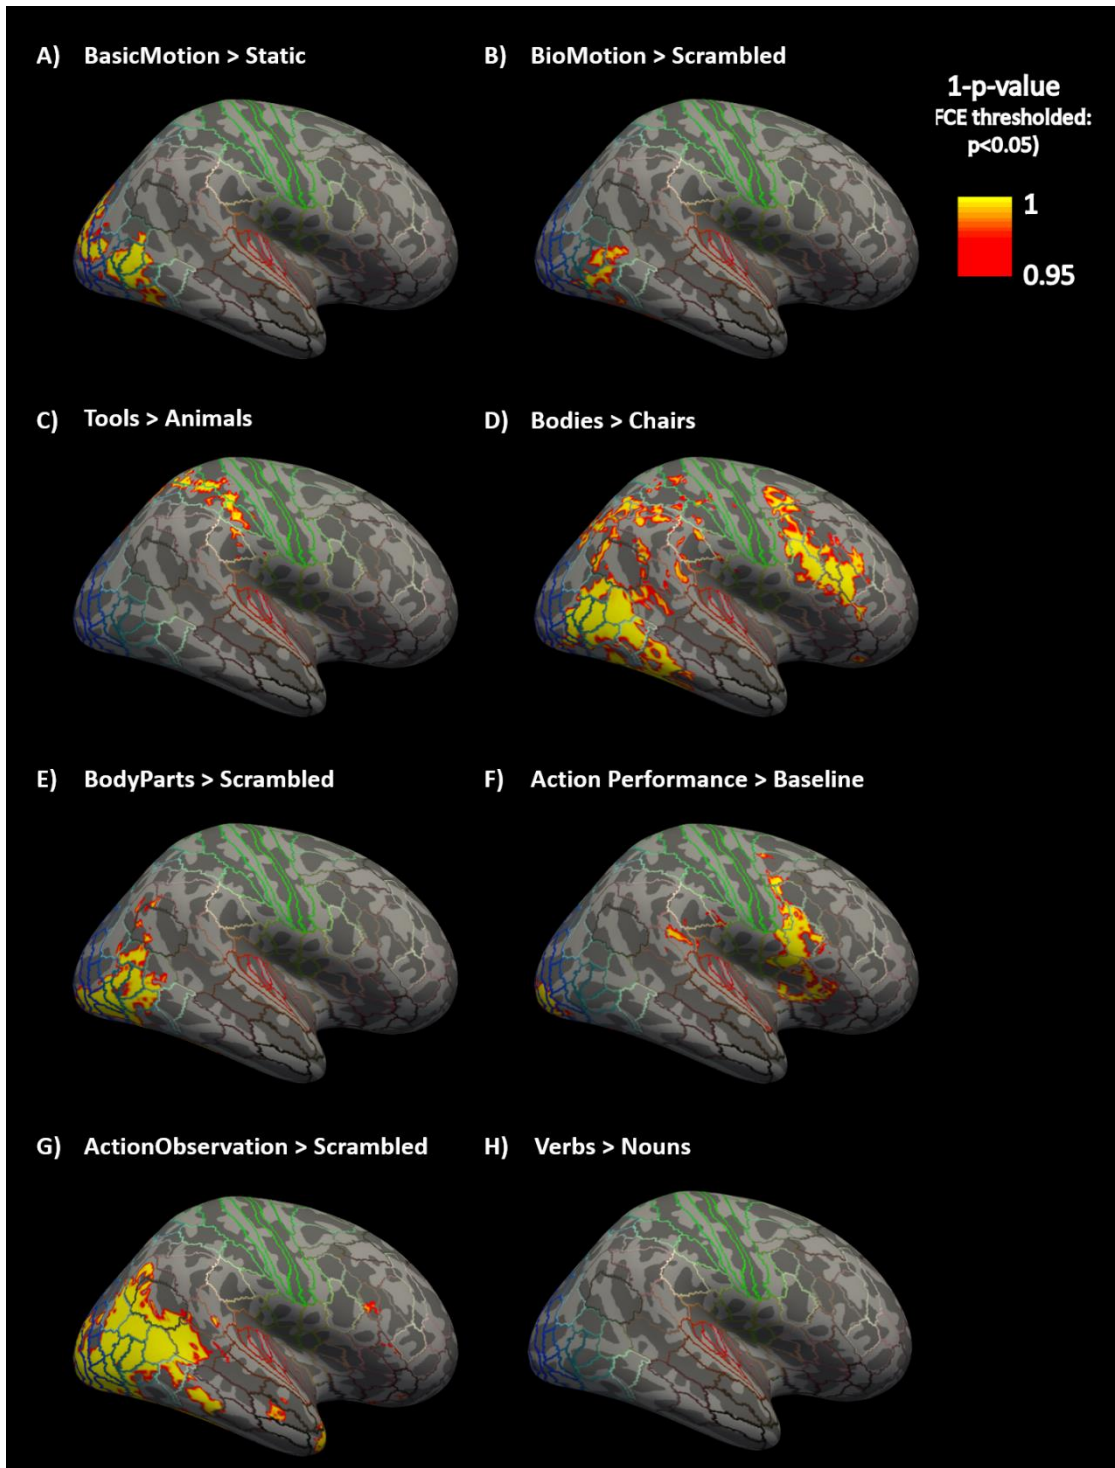 A) BasicMotion > Static
B) BioMotion > Scrambled
1-p-value
FCE thresholded:
p<0.05)
1
0.95
C) Tools > Animals
D) Bodies > Chairs
E) BodyParts > Scrambled
F) Action Performance > Baseline
G) ActionObservation > Scrambled
H) Verbs > Nouns